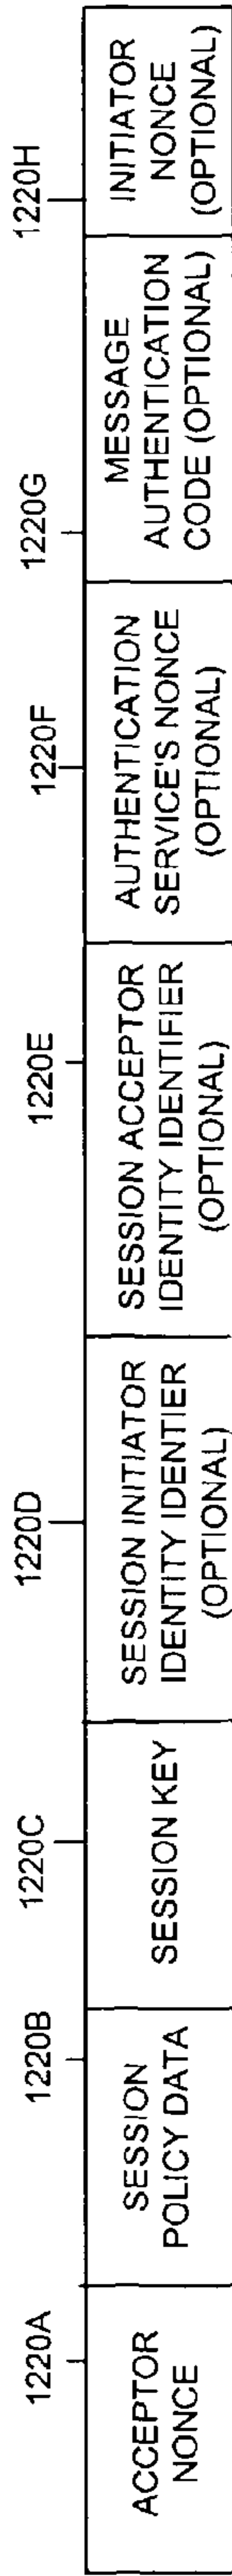 1220A
ACCEPTOR
NONCE
1220B
SESSION
POLICY DATA
1220C
SESSION KEY
1220D
SESSION INITIATOR
IDENTITY IDENTIER
(OPTIONAL)
1220E
SESSION ACCEPTOR
IDENTITY IDENTIFIER
(OPTIONAL)
1220F
AUTHENTICATION
SERVICE'S NONCE
(OPTIONAL)
1220G
MESSAGE
AUTHENTICATION
CODE (OPTIONAL)
1220H
INITIATOR
NONCE
(OPTIONAL)